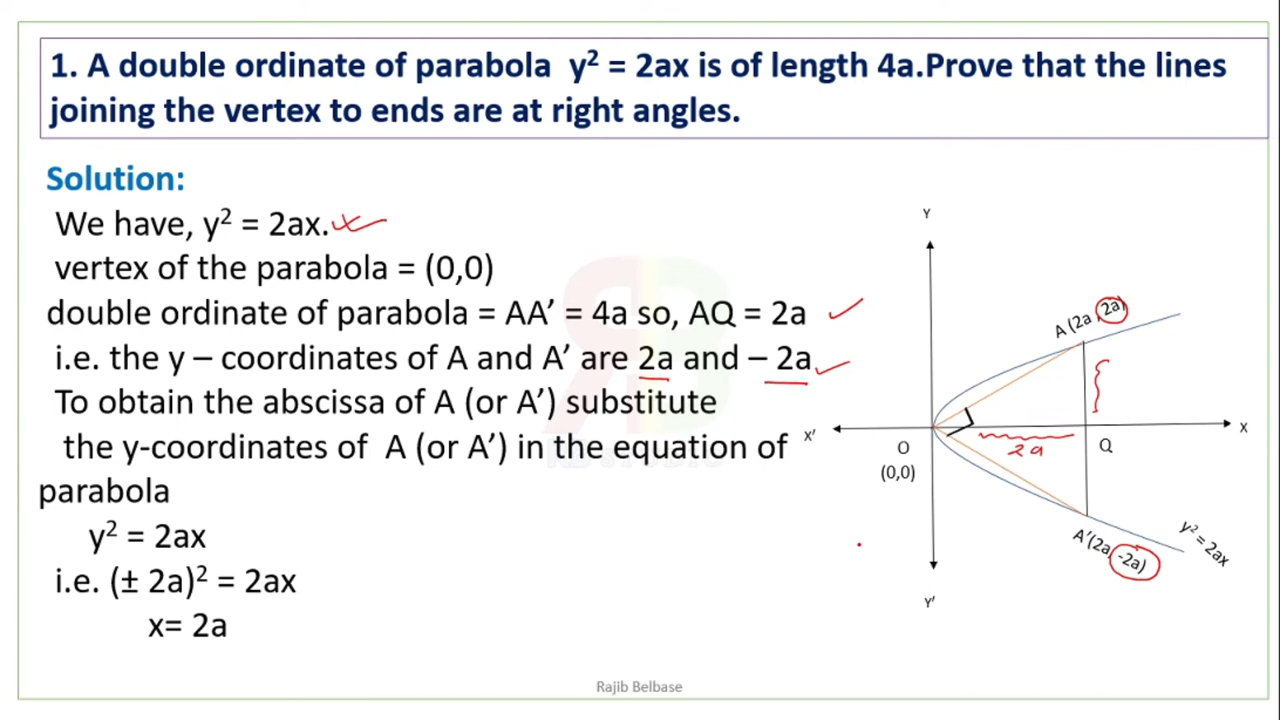 1. A double ordinate of parabola y² = 2ax is of length 4a.Prove that the lines
joining the vertex to ends are at right angles.
Solution:
We have, y² = 2ax.
vertex of the parabola = (0,0)
double ordinate of parabola = AA’ = 4a so, AQ = 2a
i.e. the y – coordinates of A and A’ are 2a and – 2a
To obtain the abscissa of A (or A’) substitute
the y-coordinates of A (or A’) in the equation of
parabola
y² = 2ax
i.e. (± 2a)² = 2ax
x= 2a
Y
A (2a ,2a)
X’
X
O
(0,0)
2a
Q
A’(2a, -2a)
y² = 2ax
Y’
Rajib Belbase